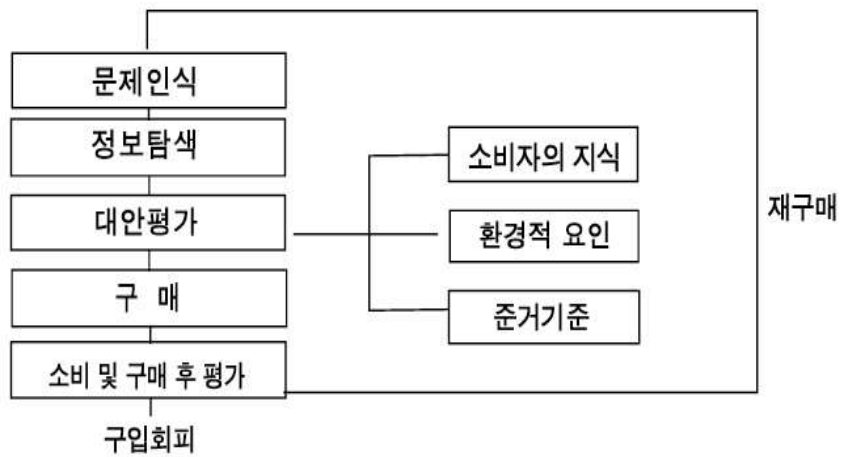 문제인식
정보탐색
대안평가
구 매
소비 및 구매 후 평가
구입회피
소비자의 지식
환경적 요인
준거기준
재구매